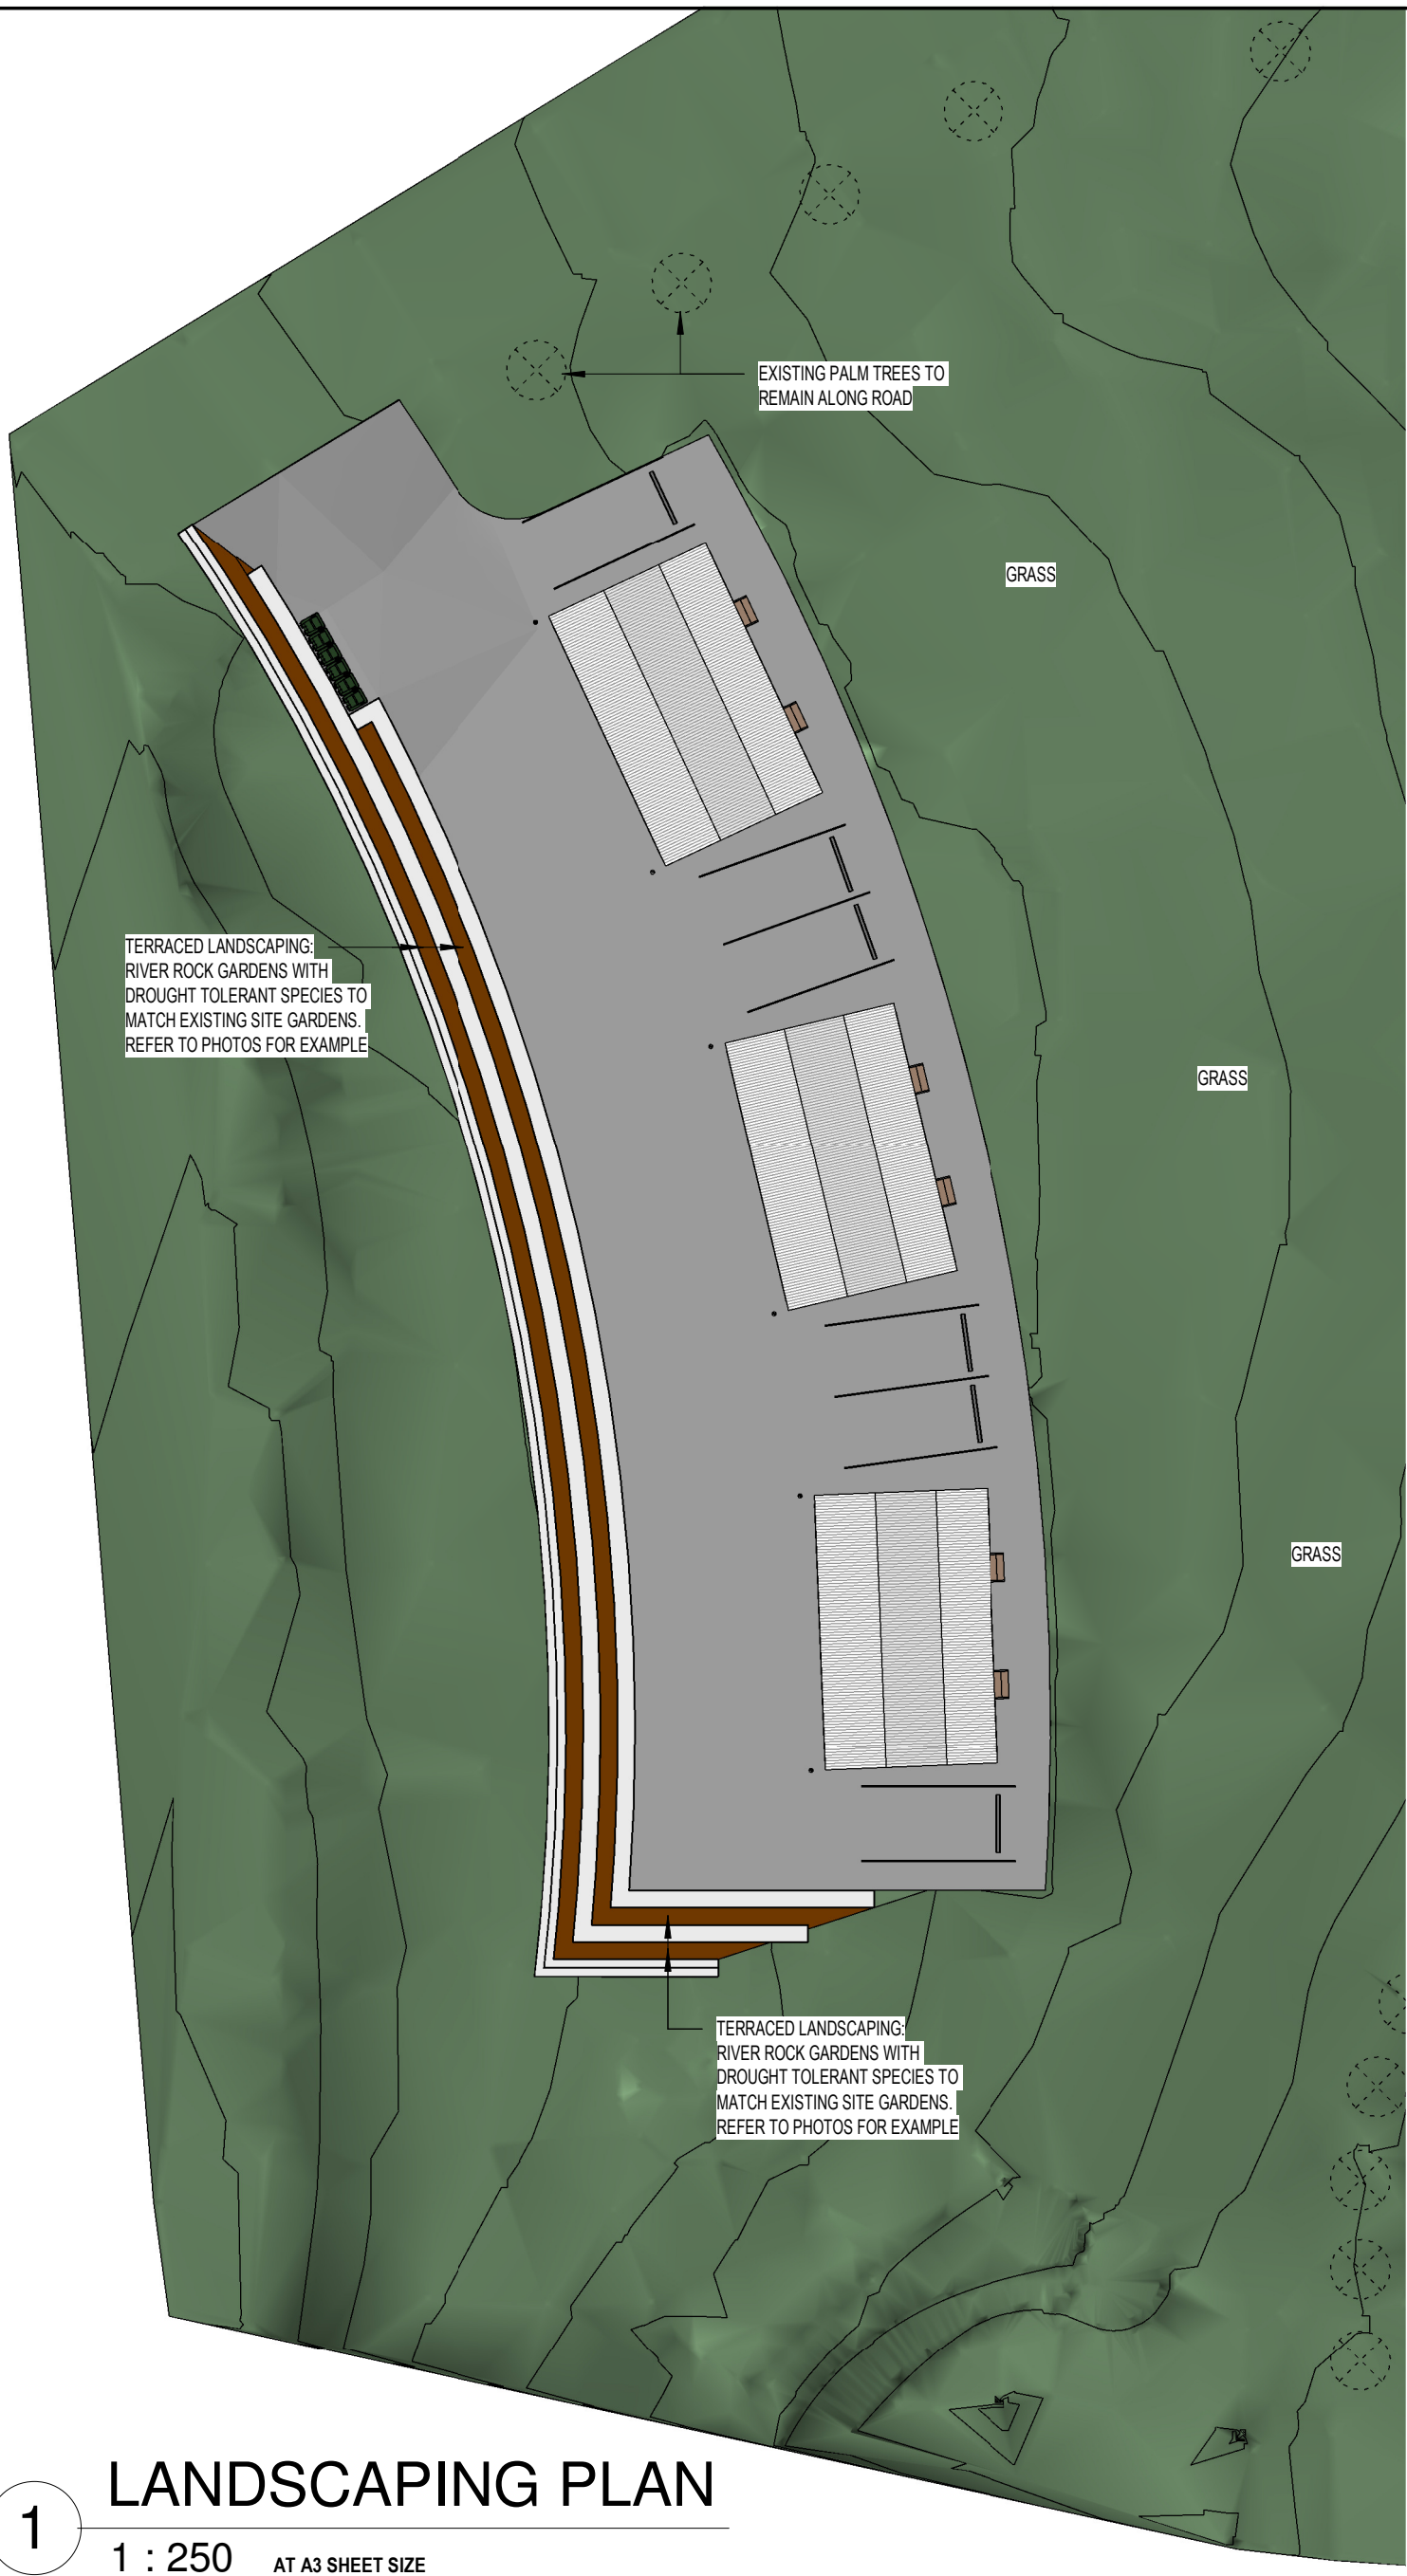 EXISTING PALM TREES TO
REMAIN ALONG ROAD
GRASS
TERRACED LANDSCAPING:
RIVER ROCK GARDENS WITH
DROUGHT TOLERANT SPECIES TO
MATCH EXISTING SITE GARDENS.
REFER TO PHOTOS FOR EXAMPLE
GRASS
GRASS
TERRACED LANDSCAPING:
RIVER ROCK GARDENS WITH
DROUGHT TOLERANT SPECIES TO
MATCH EXISTING SITE GARDENS.
REFER TO PHOTOS FOR EXAMPLE
1
LANDSCAPING PLAN
1 : 250 AT A3 SHEET SIZE